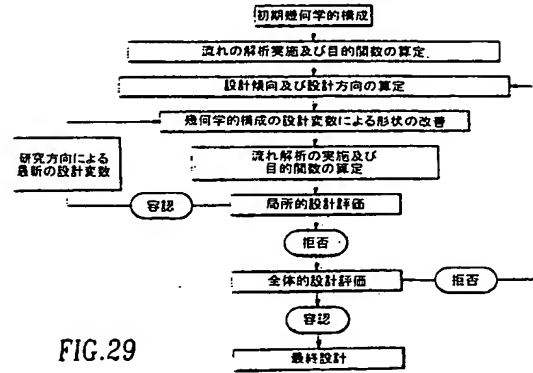 初期幾何学的構成
流れの解析実施及び目的関数の算定
設計傾向及び設計方向の算定
幾何学的構成の設計変数による形状の改善
研究方向による
最新の設計変数
流れ解析の実施及び
目的関数の算定
容認
局所的設計評価
拒否
全体的設計評価
拒否
容認
最終設計
FIG.29